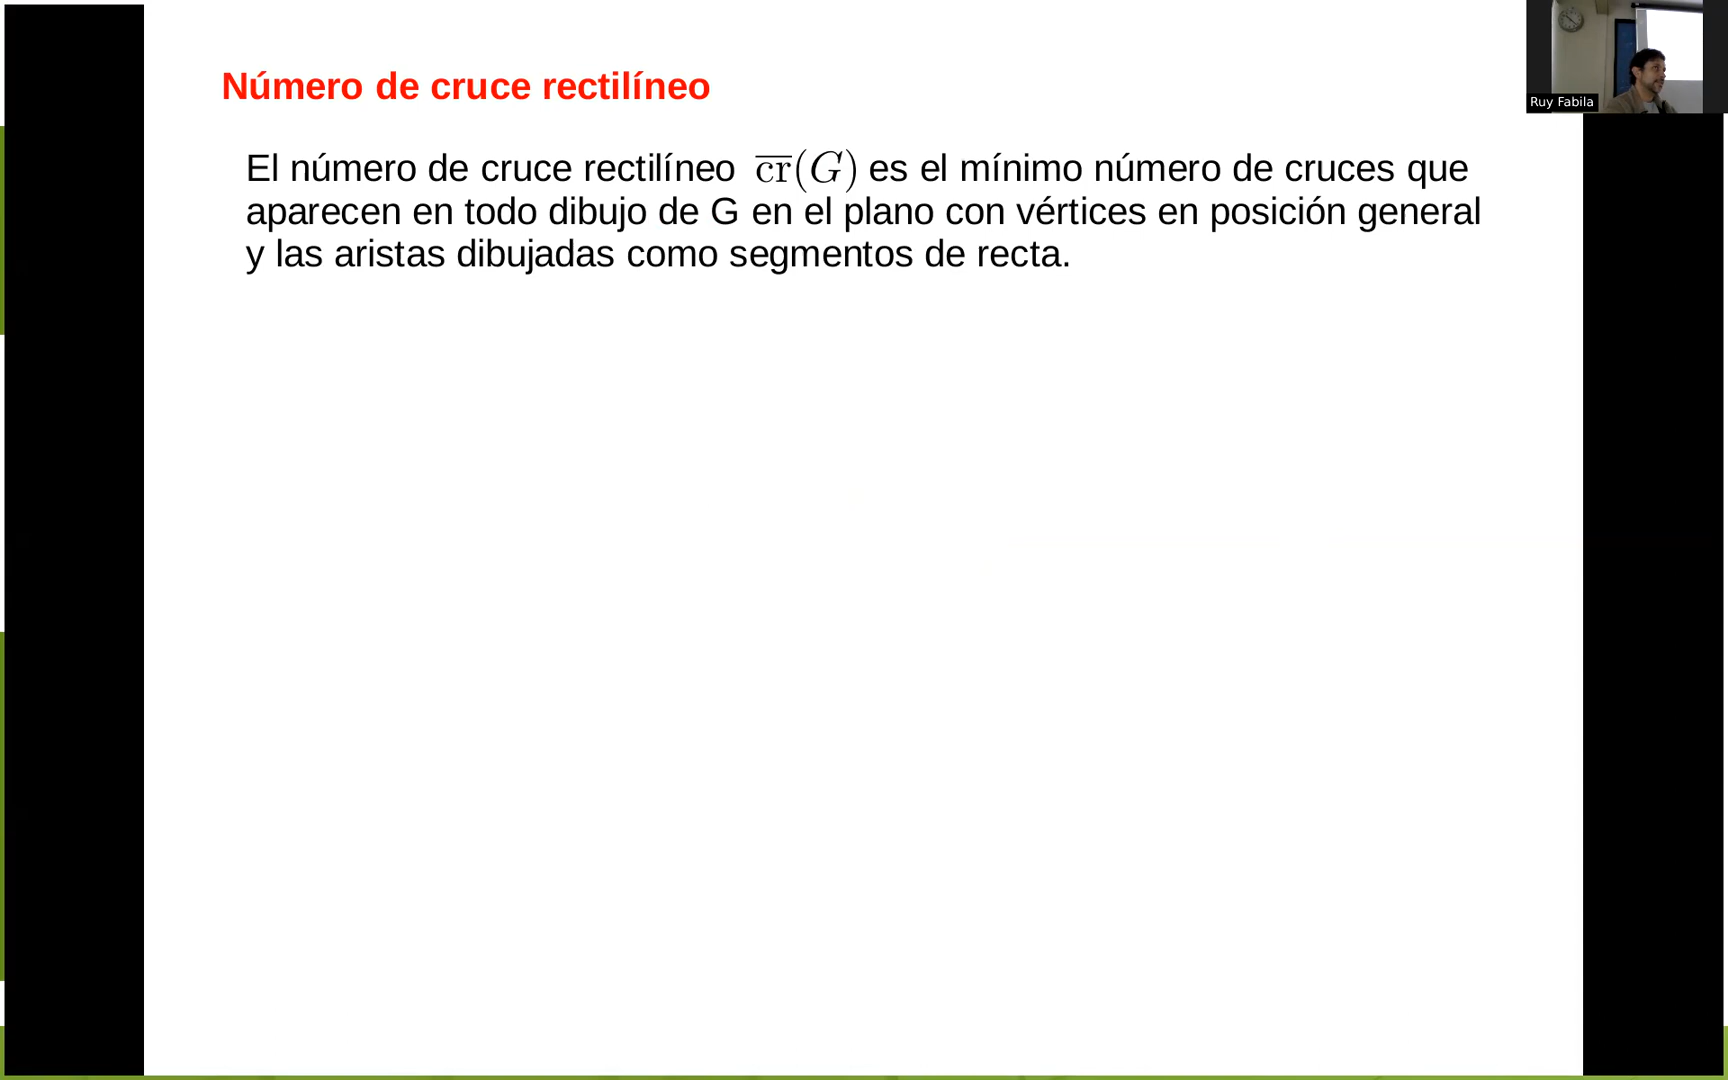 Número de cruce rectilíneo
El número de cruce rectilíneo $\overline{\mathrm{cr}}(G)$ es el mínimo número de cruces que
aparecen en todo dibujo de G en el plano con vértices en posición general
y las aristas dibujadas como segmentos de recta.
Ruy Fabila